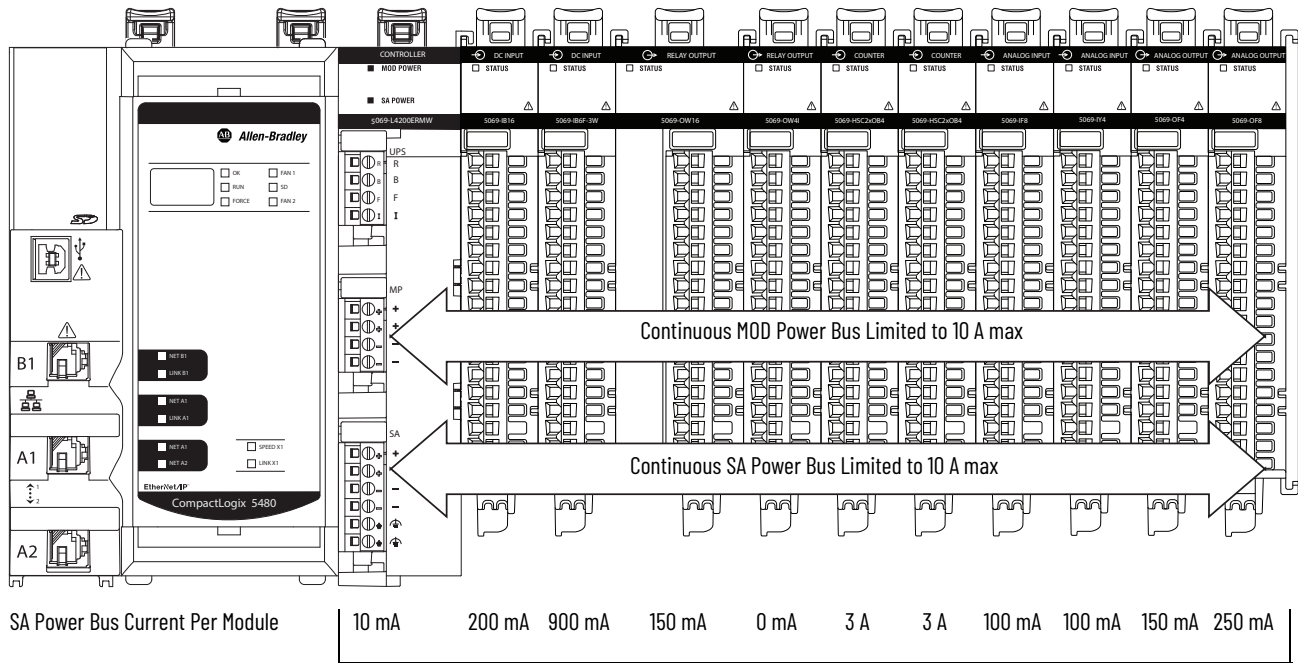 CONTROLLER
MOD POWER
SA POWER
5069-L4200ERMW
DC INPUT
STATUS
5069-IB16
DC INPUT
STATUS
5069-IB6F-3W
RELAY OUTPUT
STATUS
5069-OW16
RELAY OUTPUT
STATUS
5069-OW4I
COUNTER
STATUS
5069-HSC2xOB4
COUNTER
STATUS
5069-HSC2xOB4
ANALOG INPUT
STATUS
5069-IF8
ANALOG INPUT
STATUS
5069-IY4
ANALOG OUTPUT
STATUS
5069-OF4
ANALOG OUTPUT
STATUS
5069-OF8
AB Allen-Bradley
OK FAN 1
RUN SD
FORCE FAN 2
UPS
R R
B B
F F
I I
MP
+ +
+ +
- -
- -
Continuous MOD Power Bus Limited to 10 A max
B1
NET B1
LINK B1
NET A1
LINK A1
NET A1
NET A2
SPEED X1
LINK X1
A1
1
2
EtherNet/IP
CompactLogix 5480
A2
SA
+ +
+
- -
- -
Continuous SA Power Bus Limited to 10 A max
SA Power Bus Current Per Module 10 mA 200 mA 900 mA 150 mA 0 mA 3 A 3 A 100 mA 100 mA 150 mA 250 mA